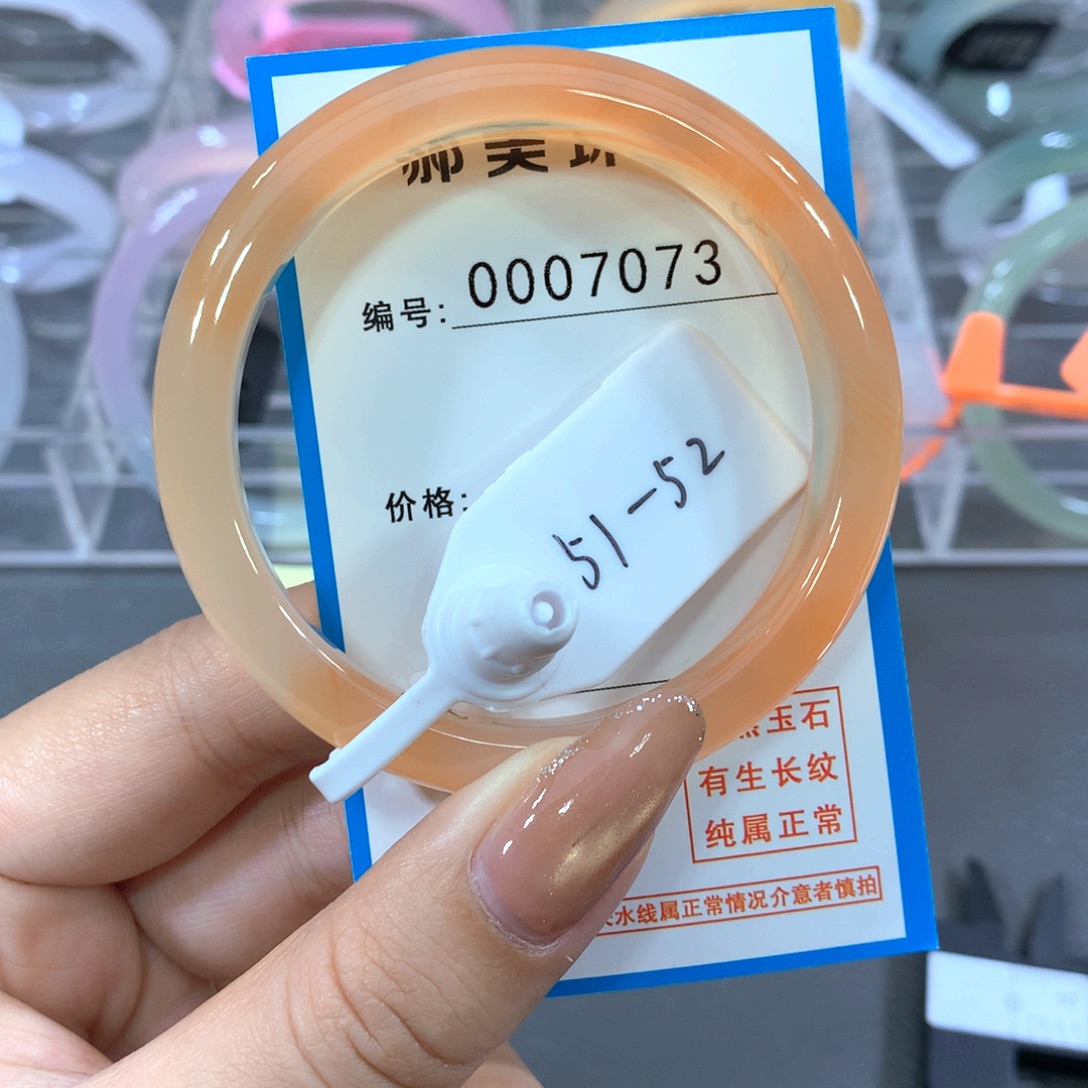 编号: 0007073
价格:
51-52
玉石
有生长纹
纯属正常
水线属正常情况介意者慎拍